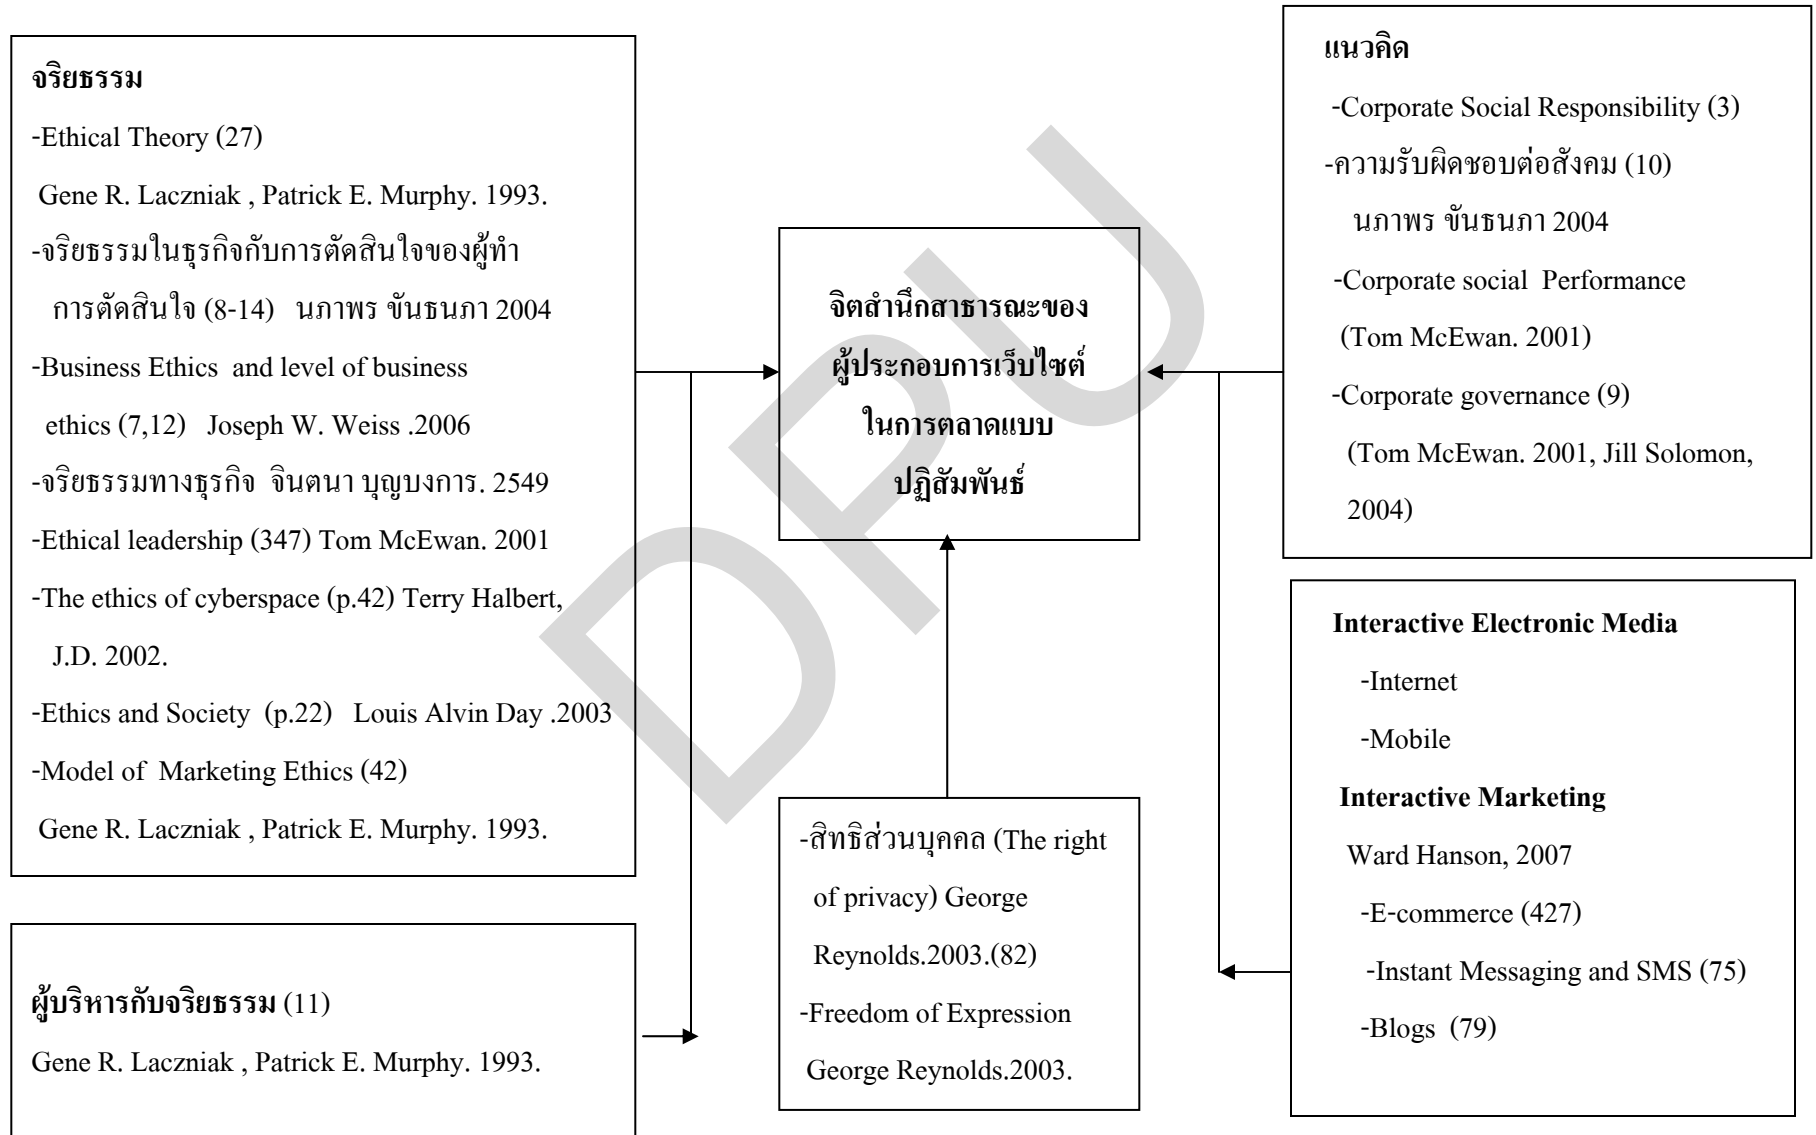 จริยธรรม
-Ethical Theory (27)
Gene R. Laczniak , Patrick E. Murphy. 1993.
-จริยธรรมในธุรกิจกับการตัดสินใจของผู้ทำ
การตัดสินใจ (8-14) นภาพร ขันธนภา 2004
-Business Ethics and level of business
ethics (7,12) Joseph W. Weiss .2006
-จริยธรรมทางธุรกิจ จินตนา บุญบงการ. 2549
-Ethical leadership (347) Tom McEwan. 2001
-The ethics of cyberspace (p.42) Terry Halbert,
J.D. 2002.
-Ethics and Society (p.22) Louis Alvin Day .2003
-Model of Marketing Ethics (42)
Gene R. Laczniak , Patrick E. Murphy. 1993.
ผู้บริหารกับจริยธรรม (11)
Gene R. Laczniak , Patrick E. Murphy. 1993.
จิตสำนึกสาธารณะของ
ผู้ประกอบการเว็บไซต์
ในการตลาดแบบ
ปฏิสัมพันธ์
-สิทธิส่วนบุคคล (The right
of privacy) George
Reynolds.2003.(82)
-Freedom of Expression
George Reynolds.2003.
แนวคิด
-Corporate Social Responsibility (3)
-ความรับผิดชอบต่อสังคม (10)
นภาพร ขันธนภา 2004
-Corporate social Performance
(Tom McEwan. 2001)
-Corporate governance (9)
(Tom McEwan. 2001, Jill Solomon,
2004)
Interactive Electronic Media
-Internet
-Mobile
Interactive Marketing
Ward Hanson, 2007
-E-commerce (427)
-Instant Messaging and SMS (75)
-Blogs (79)
DPU